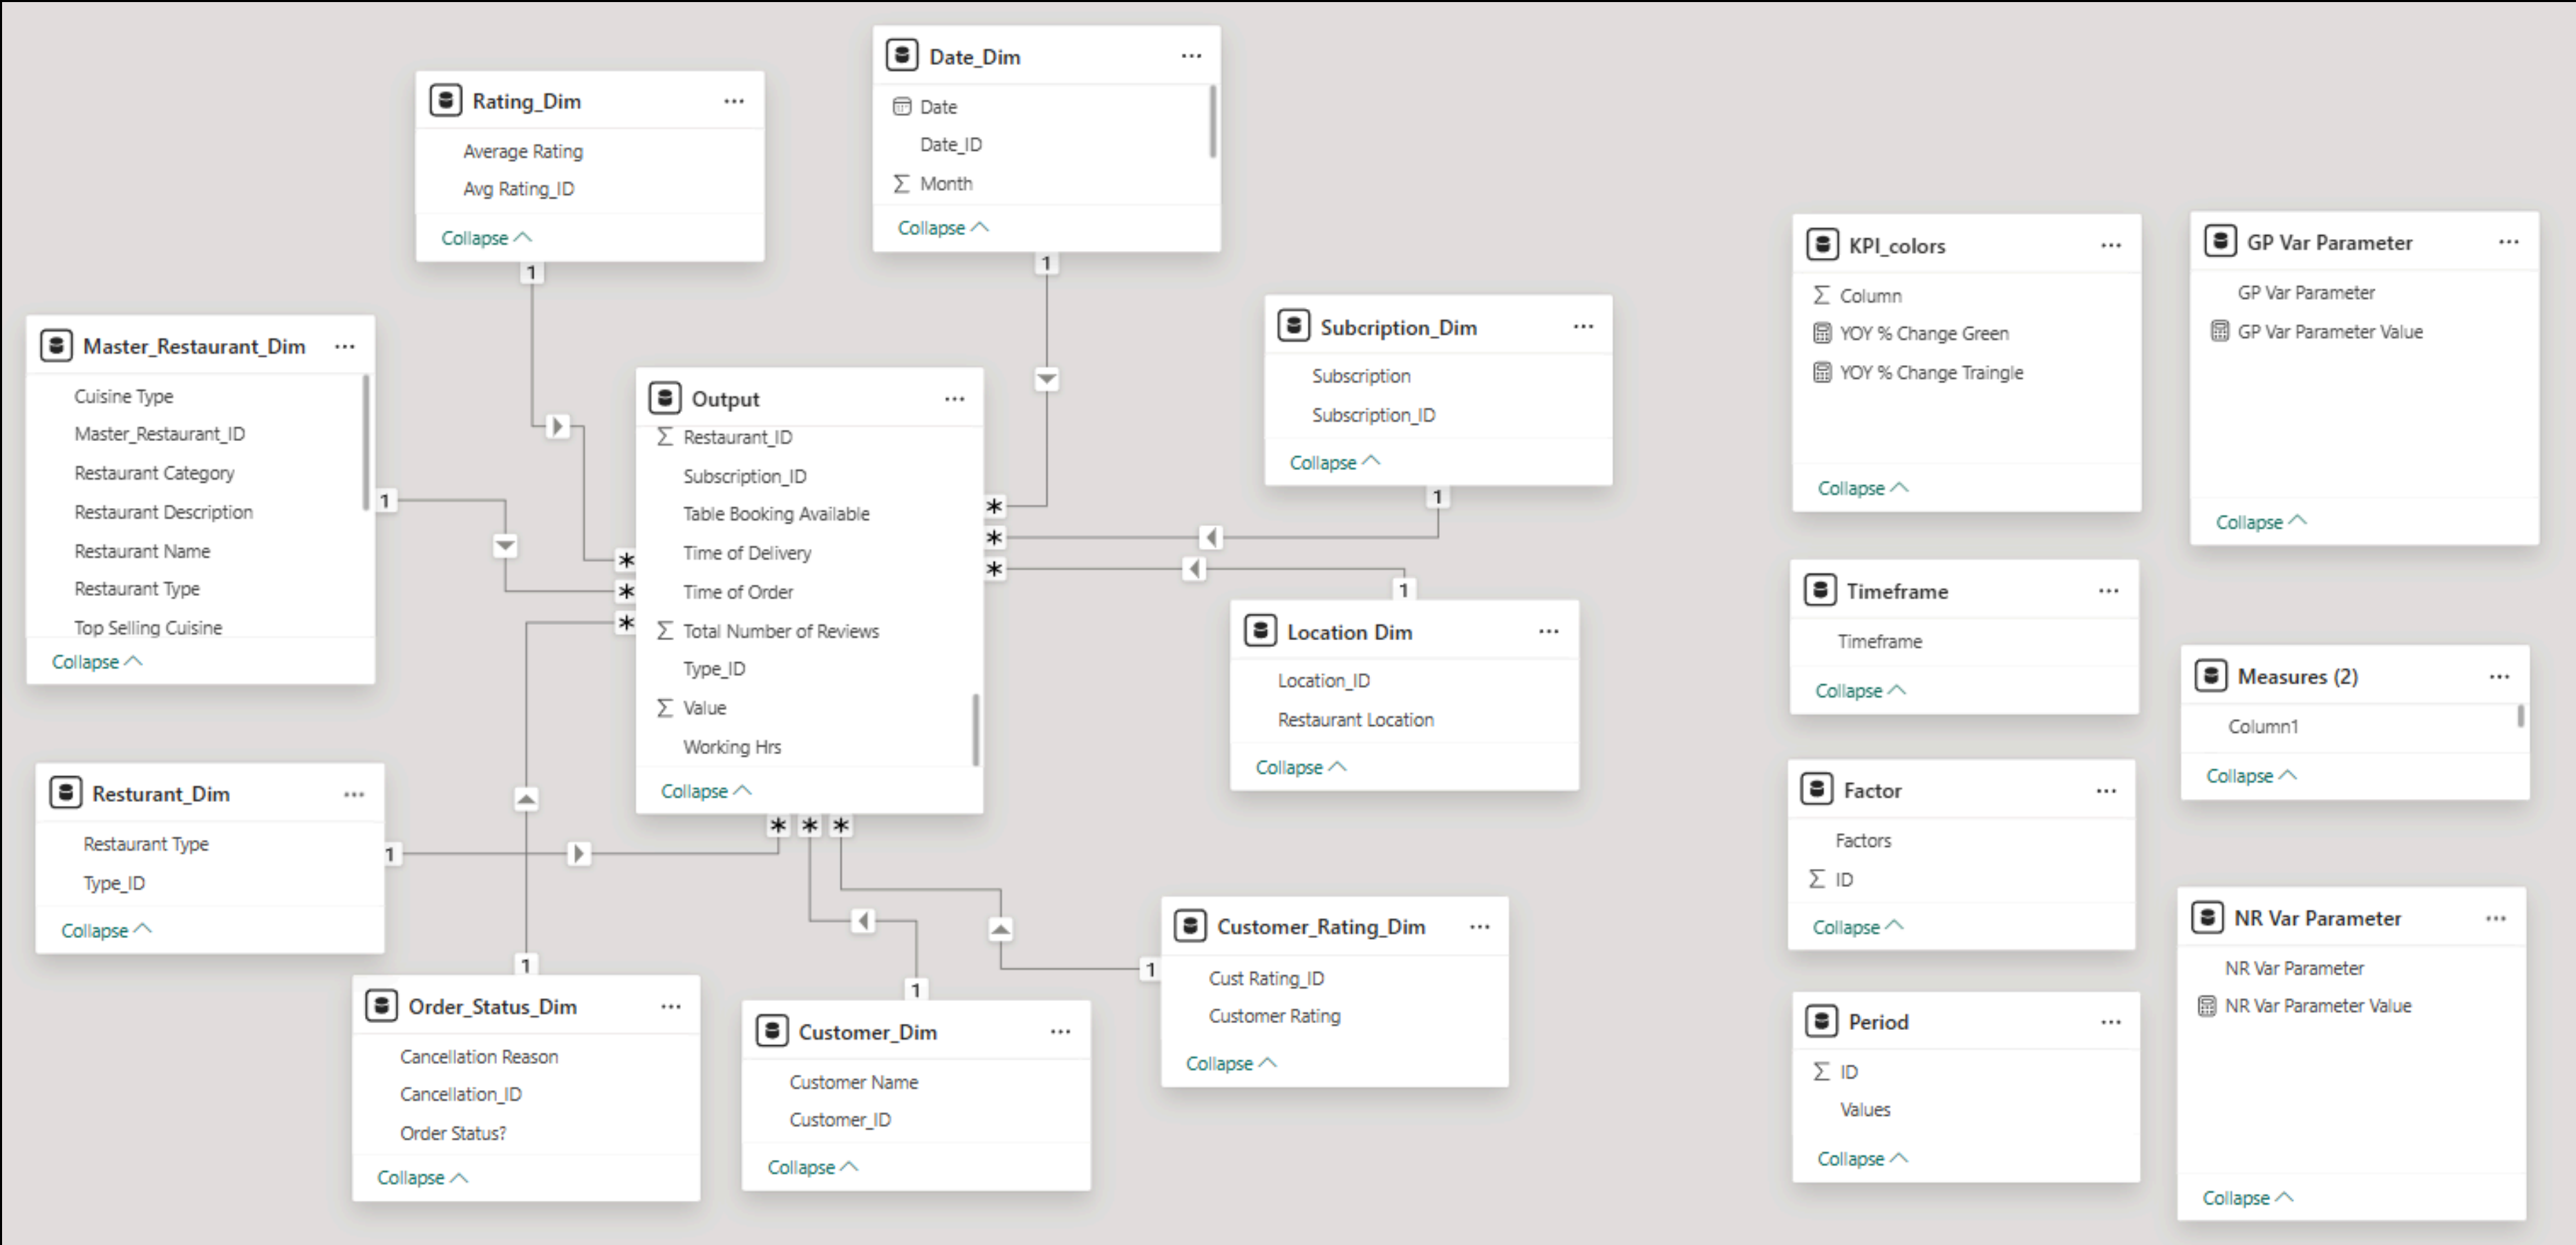 Rating_Dim
Average Rating
Avg Rating_ID
Collapse
1
Date_Dim
Date
Date_ID
Month
Collapse
1
Master_Restaurant_Dim
Cuisine Type
Master_Restaurant_ID
Restaurant Category
Restaurant Description
Restaurant Name
Restaurant Type
Top Selling Cuisine
Collapse
1
Output
Restaurant_ID
Subscription_ID
Table Booking Available
Time of Delivery
Time of Order
Total Number of Reviews
Type_ID
Value
Working Hrs
Collapse
*
*
*
*
*
*
*
*
*
Subcription_Dim
Subscription
Subscription_ID
Collapse
1
1
Location Dim
Location_ID
Restaurant Location
Collapse
Resturant_Dim
Restaurant Type
Type_ID
Collapse
1
1
Order_Status_Dim
Cancellation Reason
Cancellation_ID
Order Status?
Collapse
1
Customer_Dim
Customer Name
Customer_ID
Collapse
1
Customer_Rating_Dim
Cust Rating_ID
Customer Rating
Collapse
KPI_colors
Column
YOY % Change Green
YOY % Change Traingle
Collapse
GP Var Parameter
GP Var Parameter
GP Var Parameter Value
Collapse
Timeframe
Timeframe
Collapse
Measures (2)
Column1
Collapse
Factor
Factors
ID
Collapse
NR Var Parameter
NR Var Parameter
NR Var Parameter Value
Collapse
Period
ID
Values
Collapse